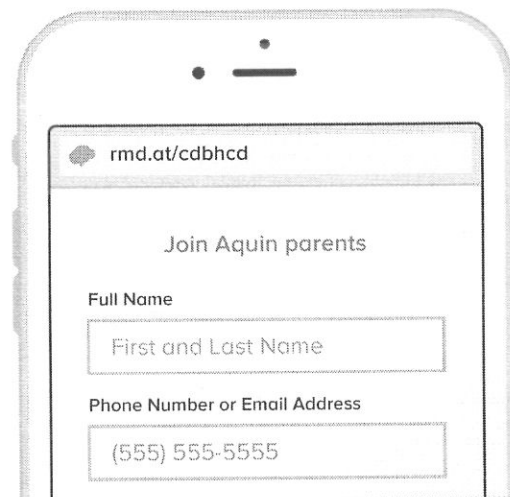 rmd.at/cdbhcd
Join Aquin parents
Full Name
First and Last Name
Phone Number or Email Address
(555) 555-5555